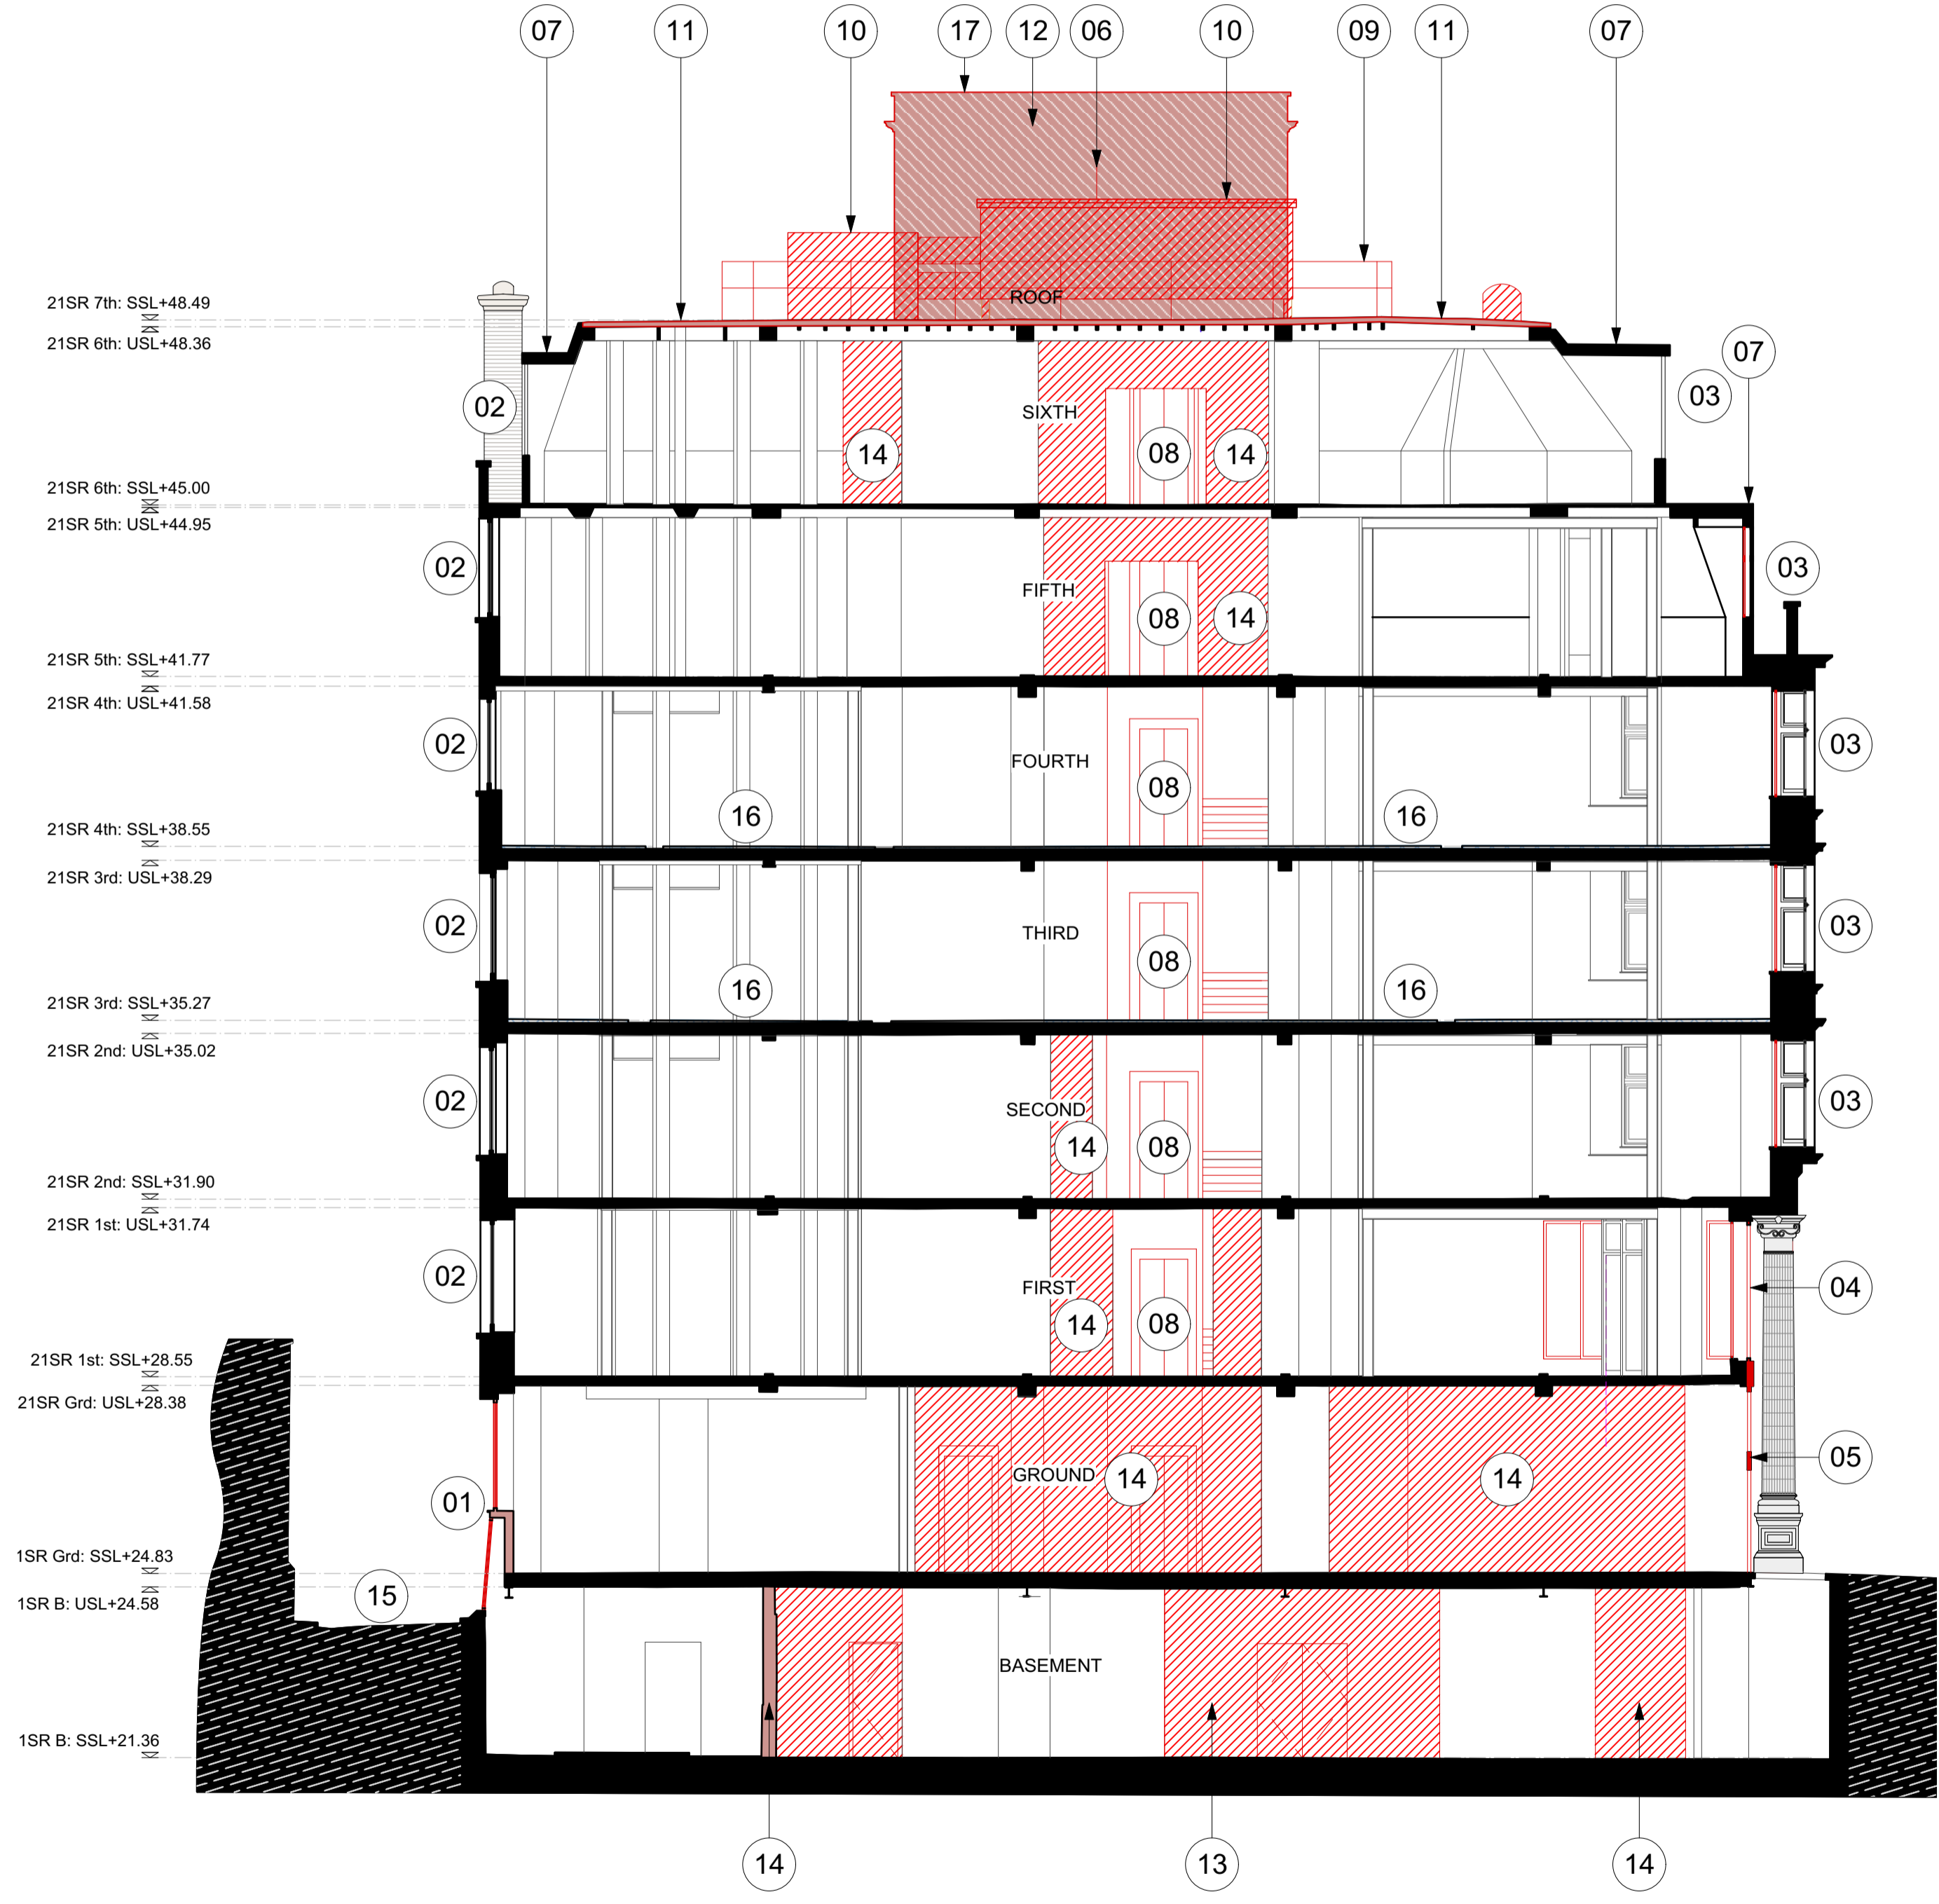 07 11 10 17 12 06 10 09 11 07
ROOF
21SR 7th: SSL+48.49
21SR 6th: USL+48.36
07
02
03
SIXTH
14 08 14
21SR 6th: SSL+45.00
21SR 5th: USL+44.95
02
03
FIFTH
08 14
21SR 5th: SSL+41.77
21SR 4th: USL+41.58
02
03
FOURTH
08
16 16
21SR 4th: SSL+38.55
21SR 3rd: USL+38.29
02
03
THIRD
08
16 16
21SR 3rd: SSL+35.27
21SR 2nd: USL+35.02
02
03
SECOND
14 08
21SR 2nd: SSL+31.90
21SR 1st: USL+31.74
02
04
FIRST
14 08
21SR 1st: SSL+28.55
21SR Grd: USL+28.38
05
GROUND 14 14
01
1SR Grd: SSL+24.83
15
1SR B: USL+24.58
BASEMENT
1SR B: SSL+21.36
14 13 14